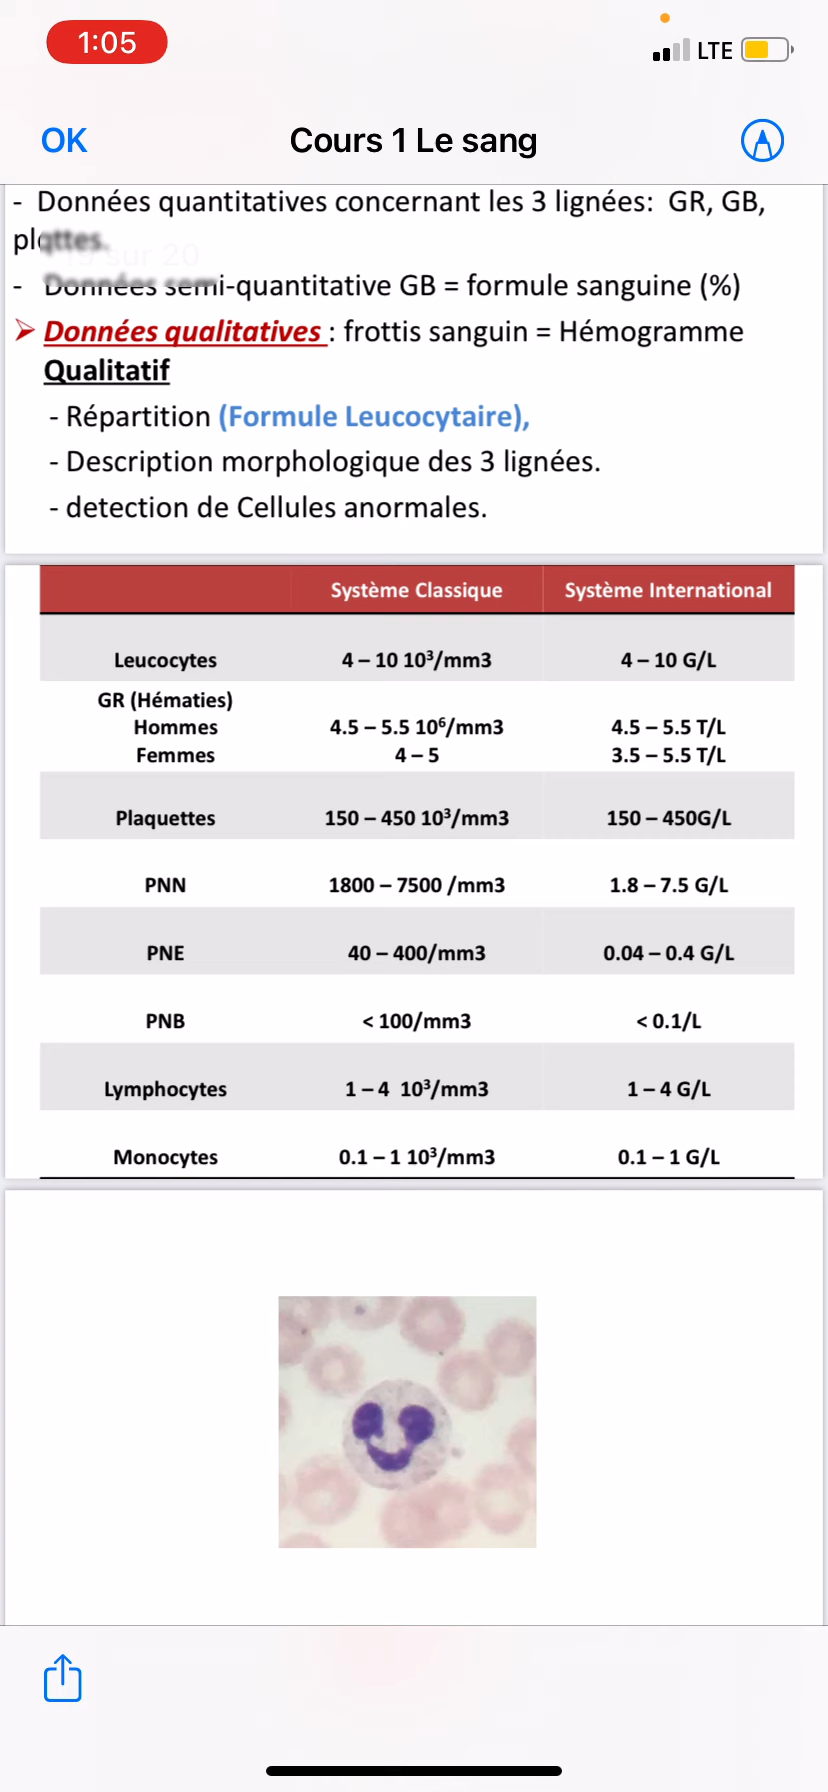 1:05
LTE
OK
Cours 1 Le sang
- Données quantitatives concernant les 3 lignées: GR, GB,
plqttes.
19 sur 20
- Données semi-quantitative GB = formule sanguine (%)
➢ Données qualitatives : frottis sanguin = Hémogramme
Qualitatif
- Répartition (Formule Leucocytaire),
- Description morphologique des 3 lignées.
- detection de Cellules anormales.
Système Classique Système International
Leucocytes 4 – 10 10³/mm3 4 – 10 G/L
GR (Hématies)
Hommes 4.5 – 5.5 10⁶/mm3 4.5 – 5.5 T/L
Femmes 4 – 5 3.5 – 5.5 T/L
Plaquettes 150 – 450 10³/mm3 150 – 450G/L
PNN 1800 – 7500 /mm3 1.8 – 7.5 G/L
PNE 40 – 400/mm3 0.04 – 0.4 G/L
PNB < 100/mm3 < 0.1/L
Lymphocytes 1 – 4 10³/mm3 1 – 4 G/L
Monocytes 0.1 – 1 10³/mm3 0.1 – 1 G/L